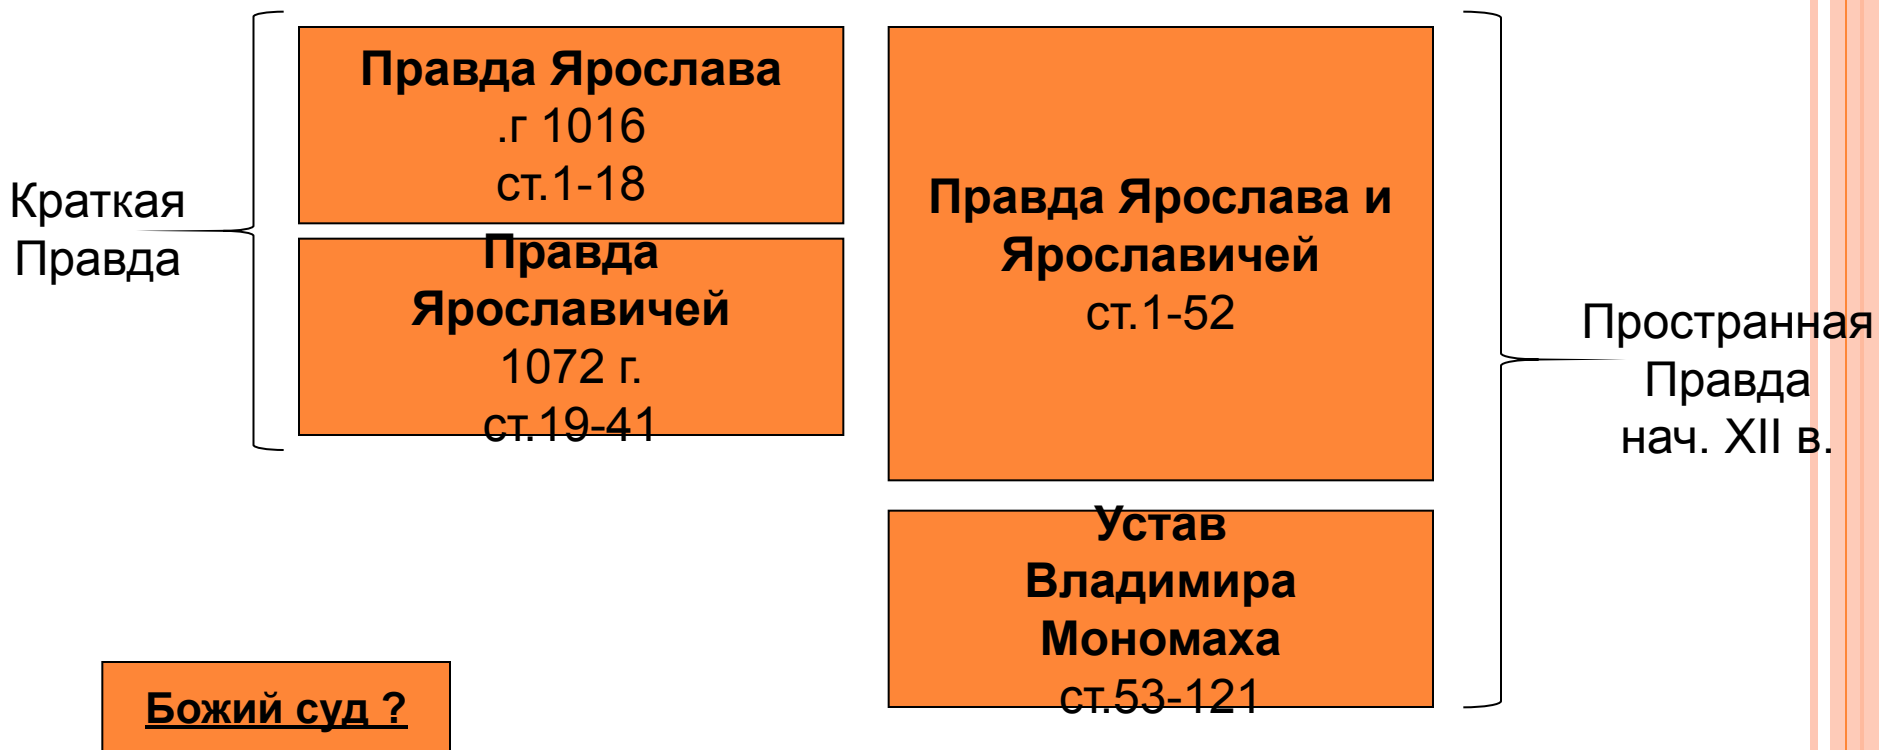 Краткая
Правда
Правда Ярослава
.г 1016
ст.1-18
Правда
Ярославичей
1072 г.
ст.19-41
Правда Ярослава и
Ярославичей
ст.1-52
Устав
Владимира
Мономаха
ст.53-121
Пространная
Правда
нач. XII в.
Божий суд ?